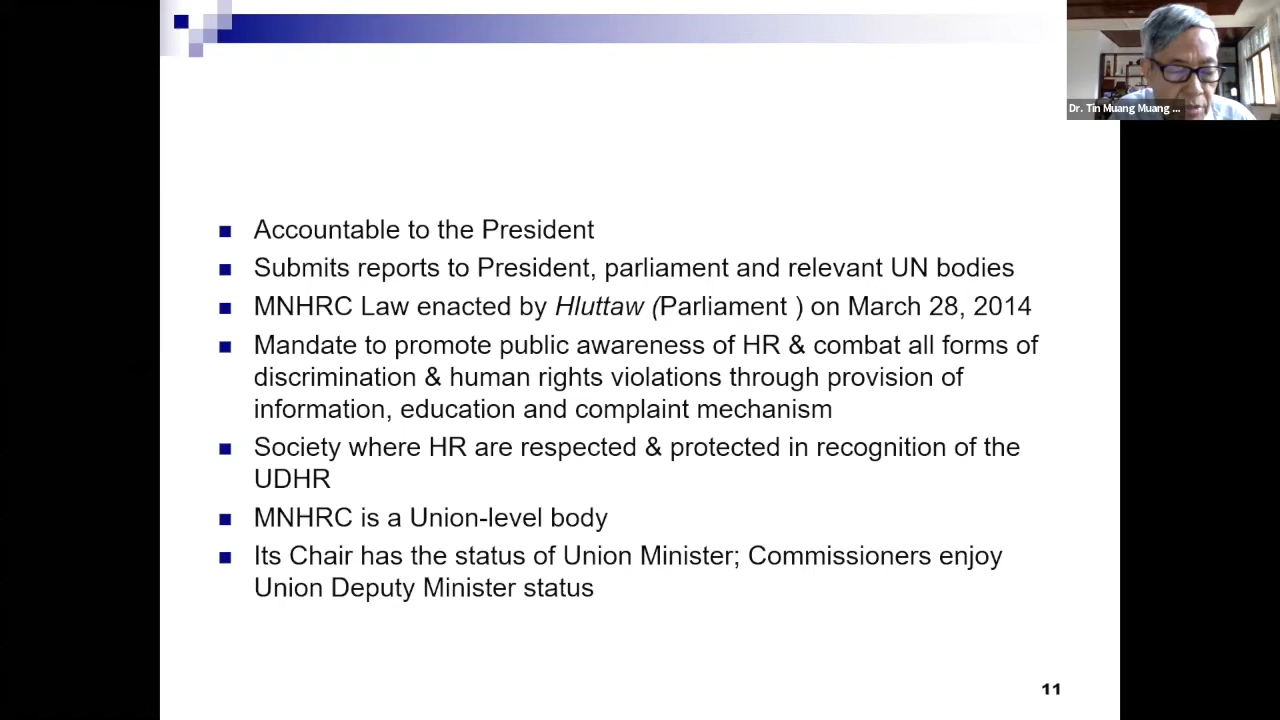 Dr. Tin Muang Muang ...
Accountable to the President
Submits reports to President, parliament and relevant UN bodies
MNHRC Law enacted by Hluttaw (Parliament ) on March 28, 2014
Mandate to promote public awareness of HR & combat all forms of
discrimination & human rights violations through provision of
information, education and complaint mechanism
Society where HR are respected & protected in recognition of the
UDHR
MNHRC is a Union-level body
Its Chair has the status of Union Minister; Commissioners enjoy
Union Deputy Minister status
11